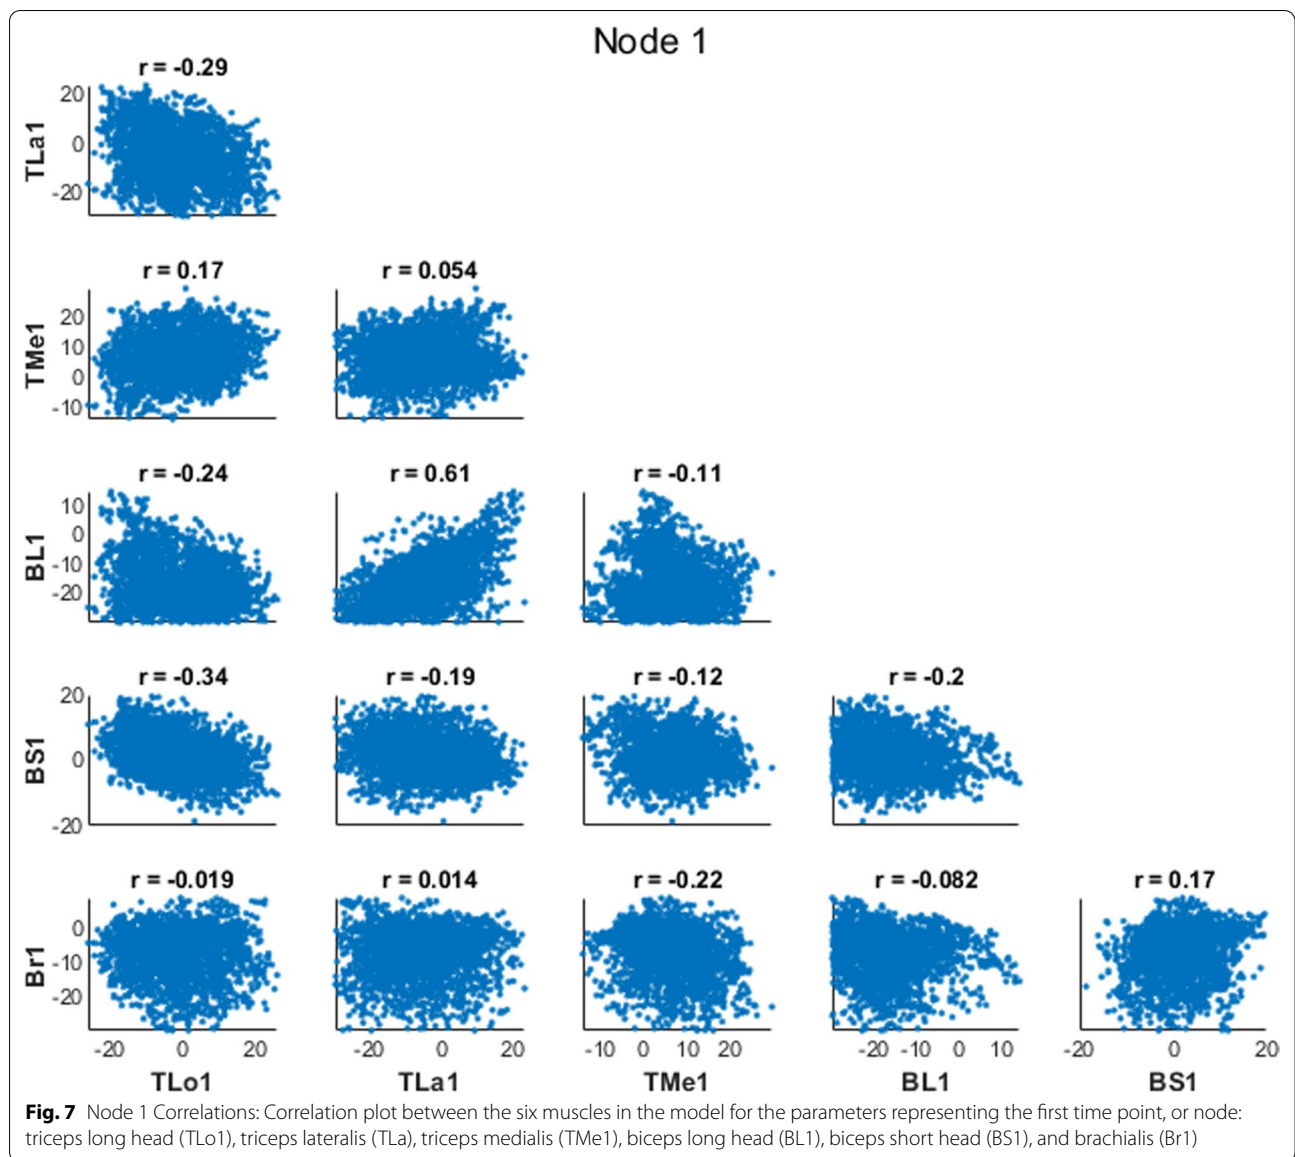 Node 1
r = -0.29
20
0
-20
TLa1
r = 0.17 r = 0.054
20
10
0
-10
TMe1
r = -0.24 r = 0.61 r = -0.11
10
0
-10
-20
BL1
r = -0.34 r = -0.19 r = -0.12 r = -0.2
20
0
-20
BS1
r = -0.019 r = 0.014 r = -0.22 r = -0.082 r = 0.17
0
-10
-20
Br1
-20 0 20 -20 0 20 -10 0 10 20 -20 -10 0 10 -20 0 20
TLo1 TLa1 TMe1 BL1 BS1
Fig. 7 Node 1 Correlations: Correlation plot between the six muscles in the model for the parameters representing the first time point, or node:
triceps long head (TLo1), triceps lateralis (TLa), triceps medialis (TMe1), biceps long head (BL1), biceps short head (BS1), and brachialis (Br1)